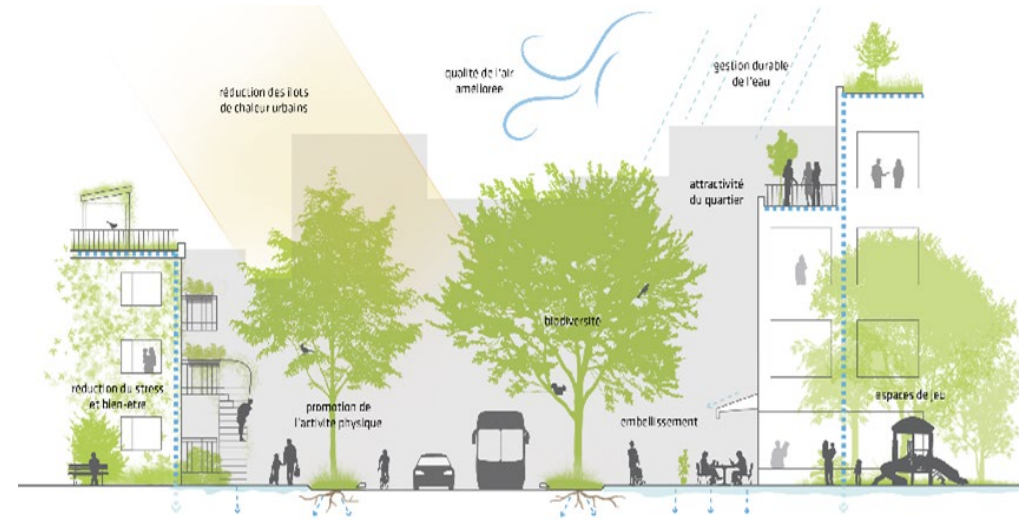 réduction des îlots
de chaleur urbains
qualité de l'air
améliorée
gestion durable
de l'eau
attractivité
du quartier
biodiversité
réduction du stress
et bien-etre
promotion de
l'activité physique
embellissement
espaces de jeu